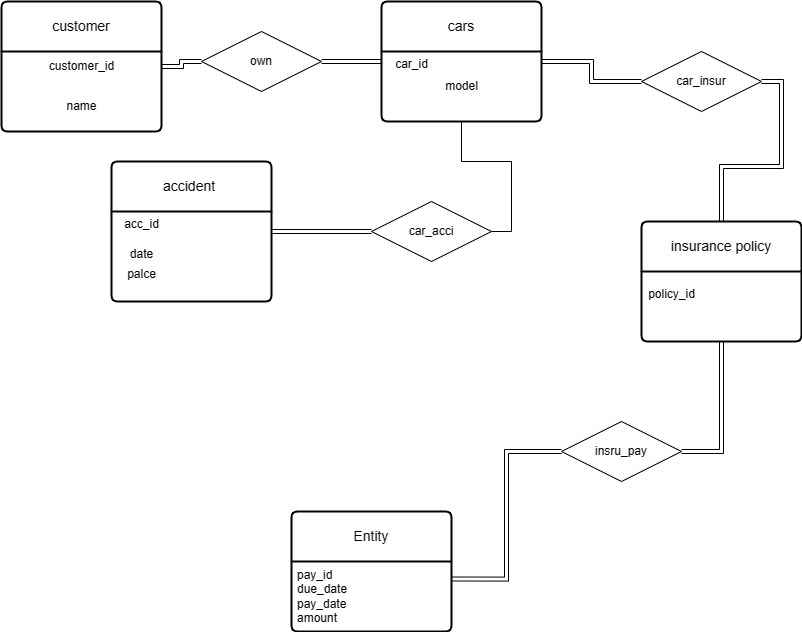 customer
customer_id
name
own
cars
car_id
model
car_insur
accident
acc_id
date
palce
car_acci
insurance policy
policy_id
insru_pay
Entity
pay_id
due_date
pay_date
amount